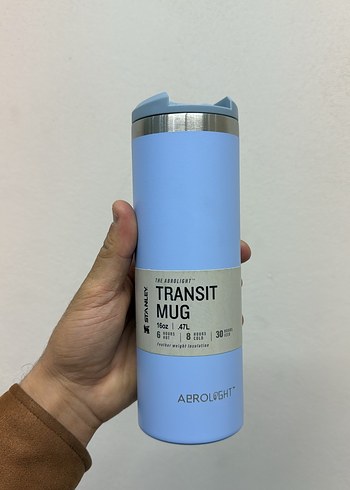 THE AEROLIGHT™
TRANSIT
MUG
16oz | .47L
6 HOURS HOT | 8 HOURS COLD | 30 HOURS ICED
feather weight insulation
STANLEY
AEROLIGHT™